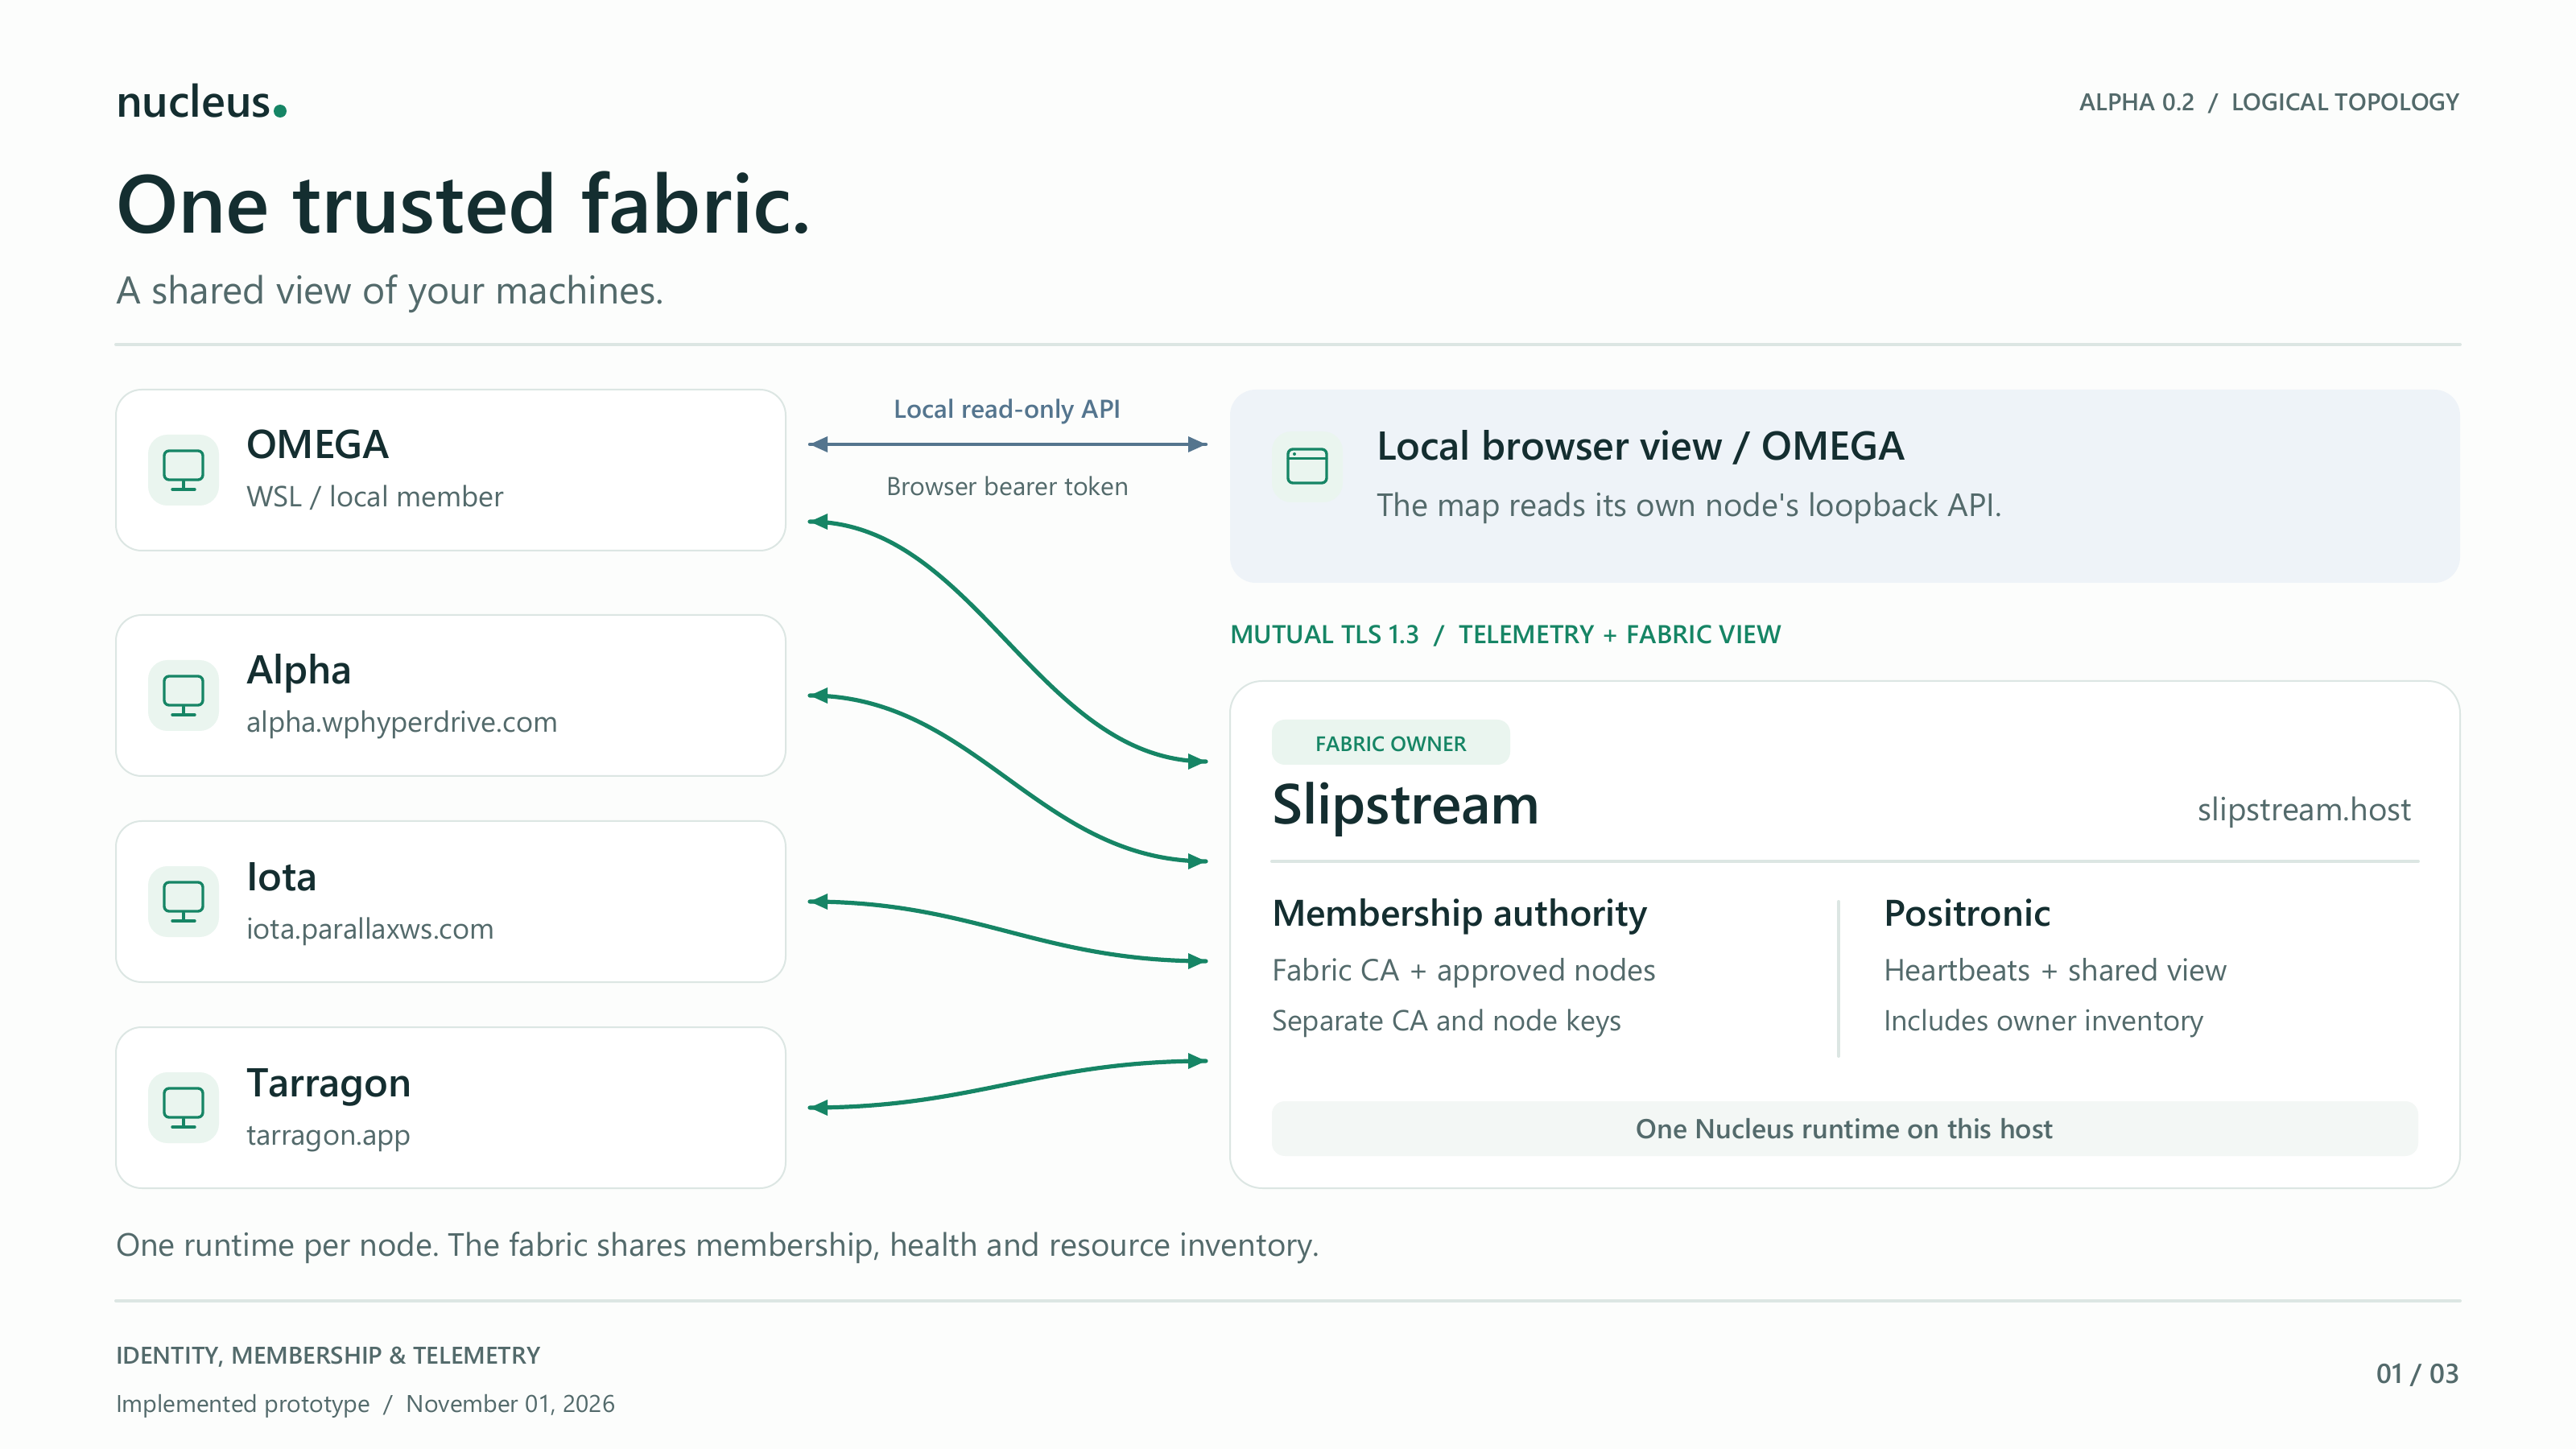 nucleus.
ALPHA 0.2 / LOGICAL TOPOLOGY
One trusted fabric.
A shared view of your machines.
OMEGA
WSL / local member
Local read-only API
Browser bearer token
Local browser view / OMEGA
The map reads its own node's loopback API.
Alpha
alpha.wphyperdrive.com
Iota
iota.parallaxws.com
Tarragon
tarragon.app
MUTUAL TLS 1.3 / TELEMETRY + FABRIC VIEW
FABRIC OWNER
Slipstream
slipstream.host
Membership authority
Fabric CA + approved nodes
Separate CA and node keys
Positronic
Heartbeats + shared view
Includes owner inventory
One Nucleus runtime on this host
One runtime per node. The fabric shares membership, health and resource inventory.
IDENTITY, MEMBERSHIP & TELEMETRY
Implemented prototype / November 01, 2026
01 / 03